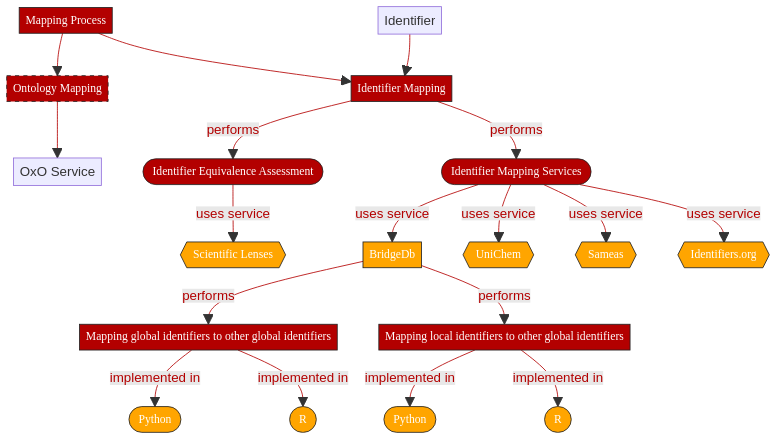 Mapping Process
Identifier
Ontology Mapping
Identifier Mapping
performs
performs
OxO Service
Identifier Equivalence Assessment
Identifier Mapping Services
uses service
uses service
uses service
uses service
uses service
Scientific Lenses
BridgeDb
UniChem
Sameas
Identifiers.org
performs
performs
Mapping global identifiers to other global identifiers
Mapping local identifiers to other global identifiers
implemented in
implemented in
implemented in
implemented in
Python
R
Python
R